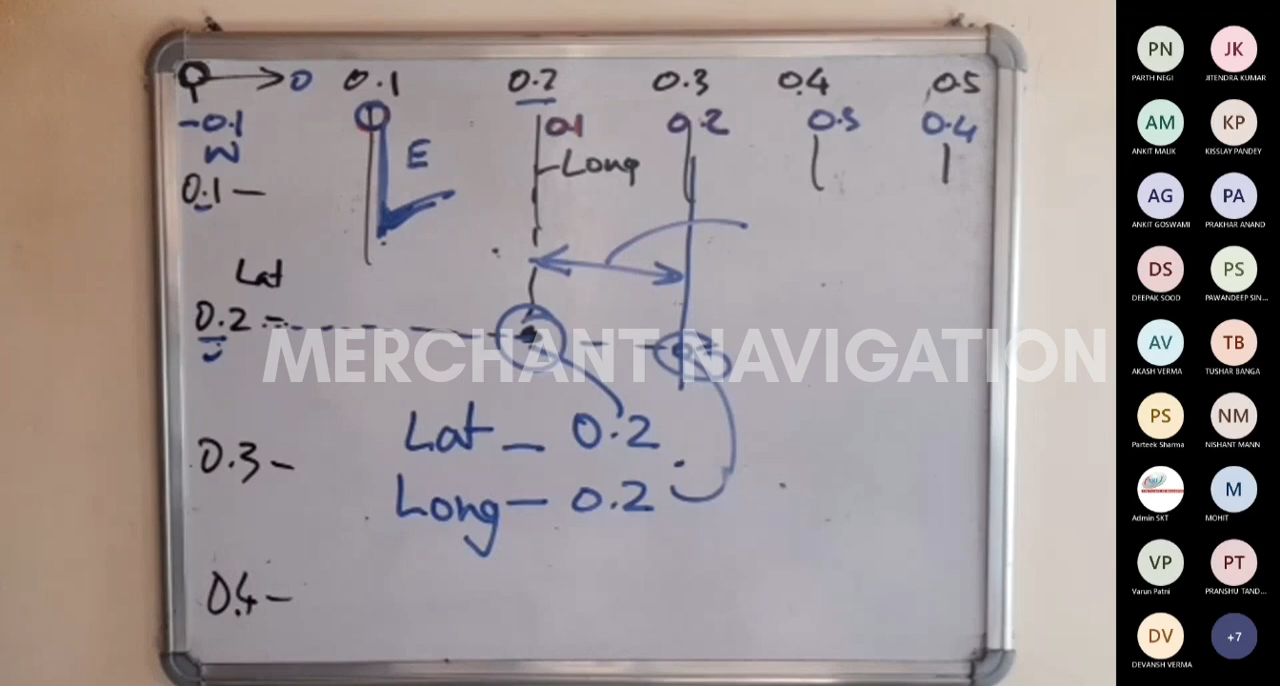 0 0.1 0.2 0.3 0.4 0.5
-0.1 0.1 0.2 0.3 0.4
W E Long
0.1 -
Lat
0.2
MERCHANT NAVIGATION
Lat - 0.2
0.3 -
Long - 0.2
0.4 -
PN JK
PARTH NEGI JITENDRA KUMAR
AM KP
ANKIT MALIK KISSLAY PANDEY
AG PA
ANKIT GOSWAMI PRAKHAR ANAND
DS PS
DEEPAK SOOD PAWANDEEP SIN...
AV TB
AKASH VERMA TUSHAR BANGA
PS NM
Parteek Sharma NISHANT MANN
M
Admin SKT MOHIT
VP PT
Varun Patni PRANSHU TAND...
DV +7
DEVANSH VERMA